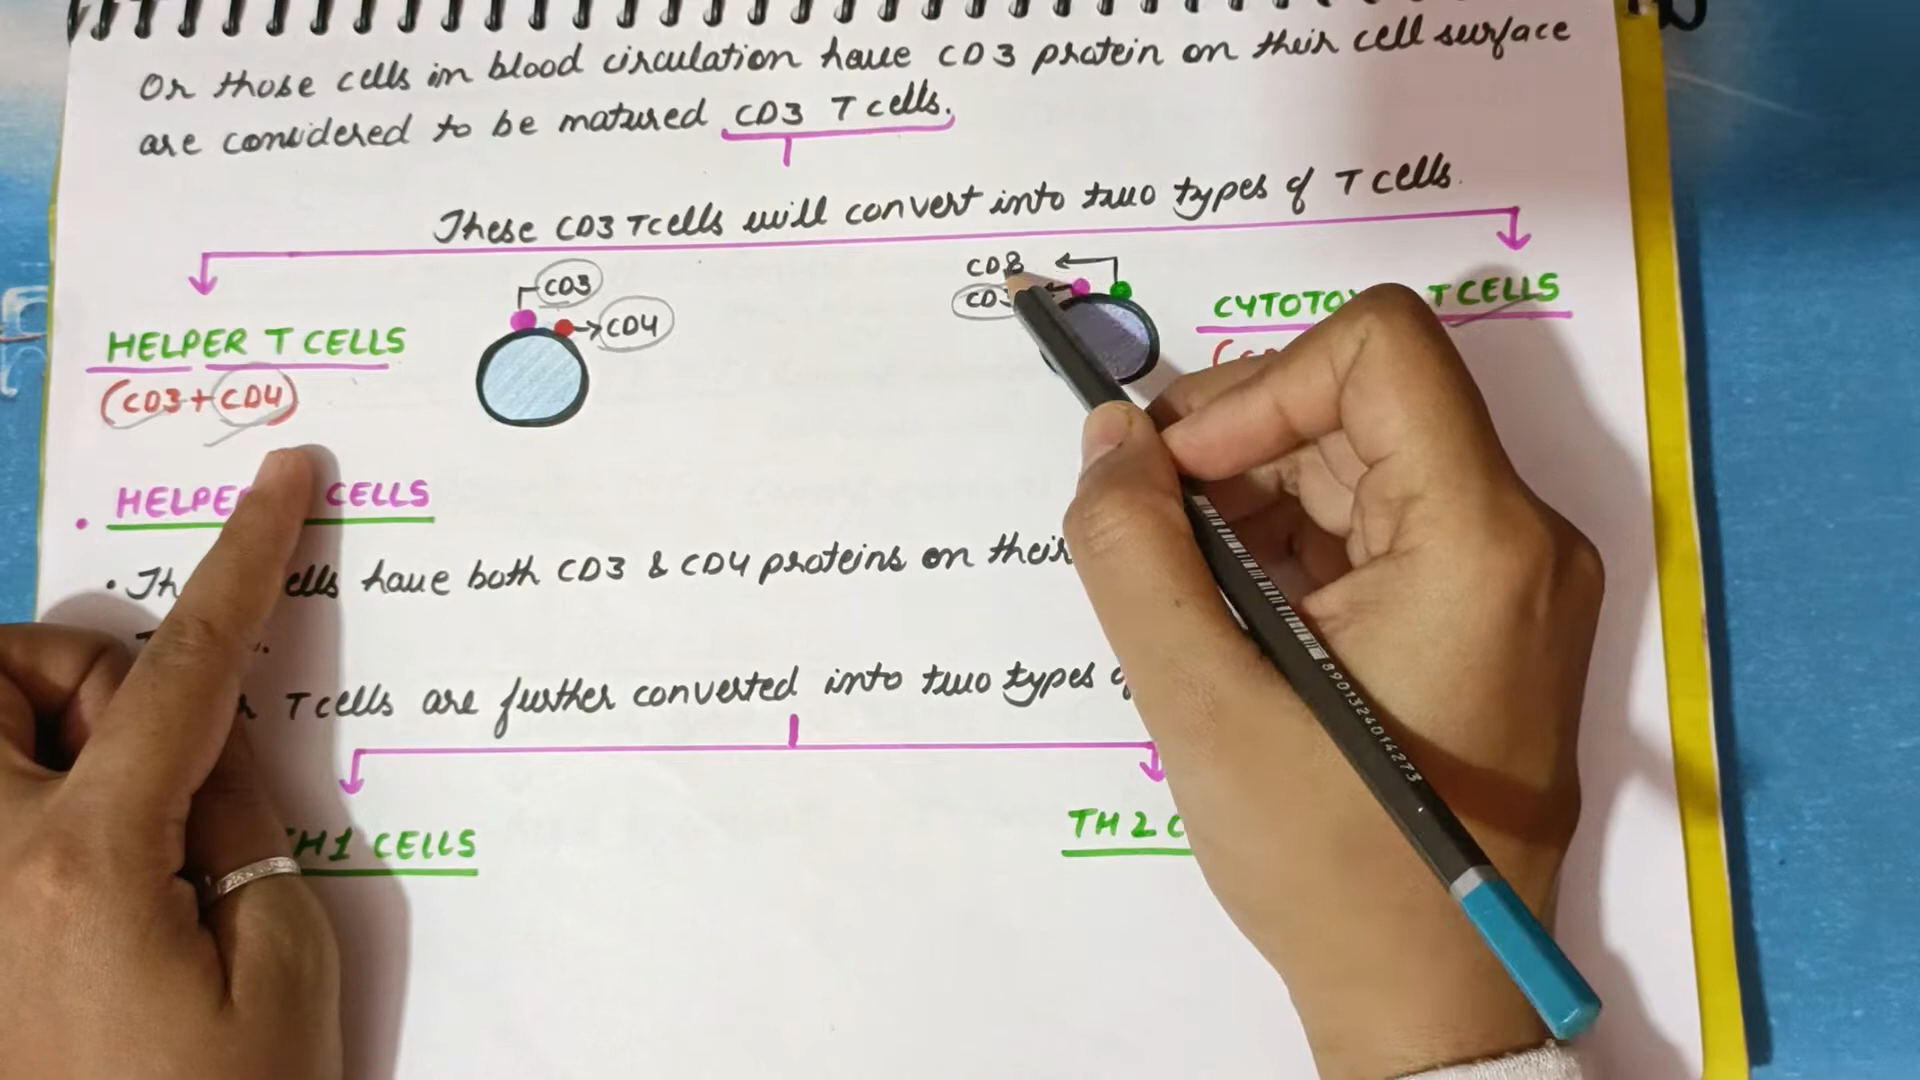 Or those cells in blood circulation have CD3 protein on their cell surface
are considered to be matured CD3 T cells.
These CD3 T cells will convert into two types of T cells.
CD3
CD4
CD8
HELPER T CELLS
(CD3+CD4)
T CELLS
HELPER CELLS
have both CD3 & CD4 proteins on their
T cells are further converted into two types
TH1 CELLS
TH2
8901324014273